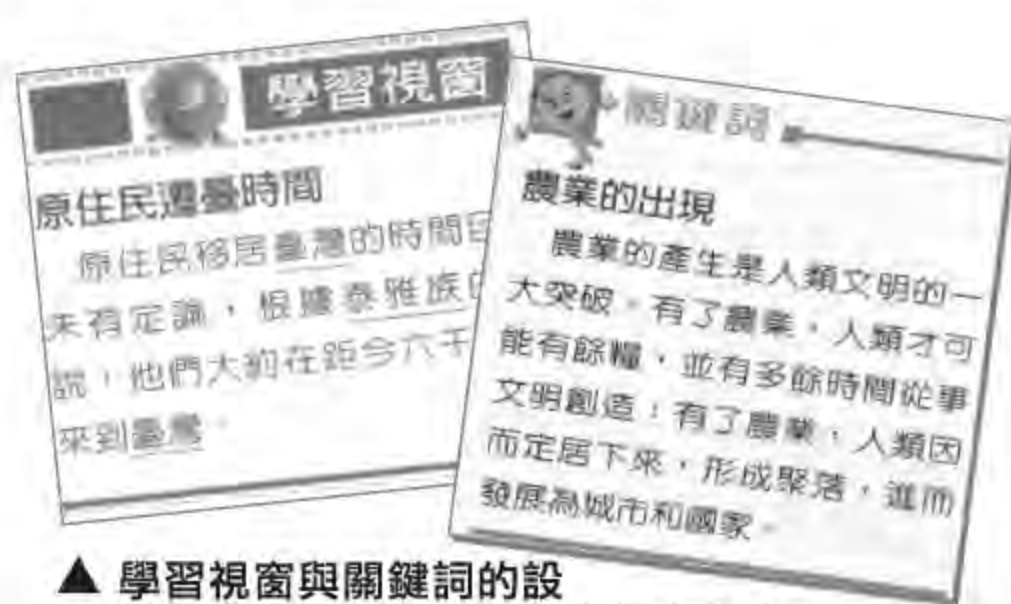 學習視窗
原住民遷臺時間
原住民移居臺灣的時間目
未有定論，根據泰雅族的
說，他們大約在距今六千
來到臺灣。
關鍵詞
農業的出現
農業的產生是人類文明的一
大突破。有了農業，人類才可
能有餘糧，並有多餘時間從事
文明創造；有了農業，人類因
而定居下來，形成聚落，進而
發展為城市和國家。
▲ 學習視窗與關鍵詞的設